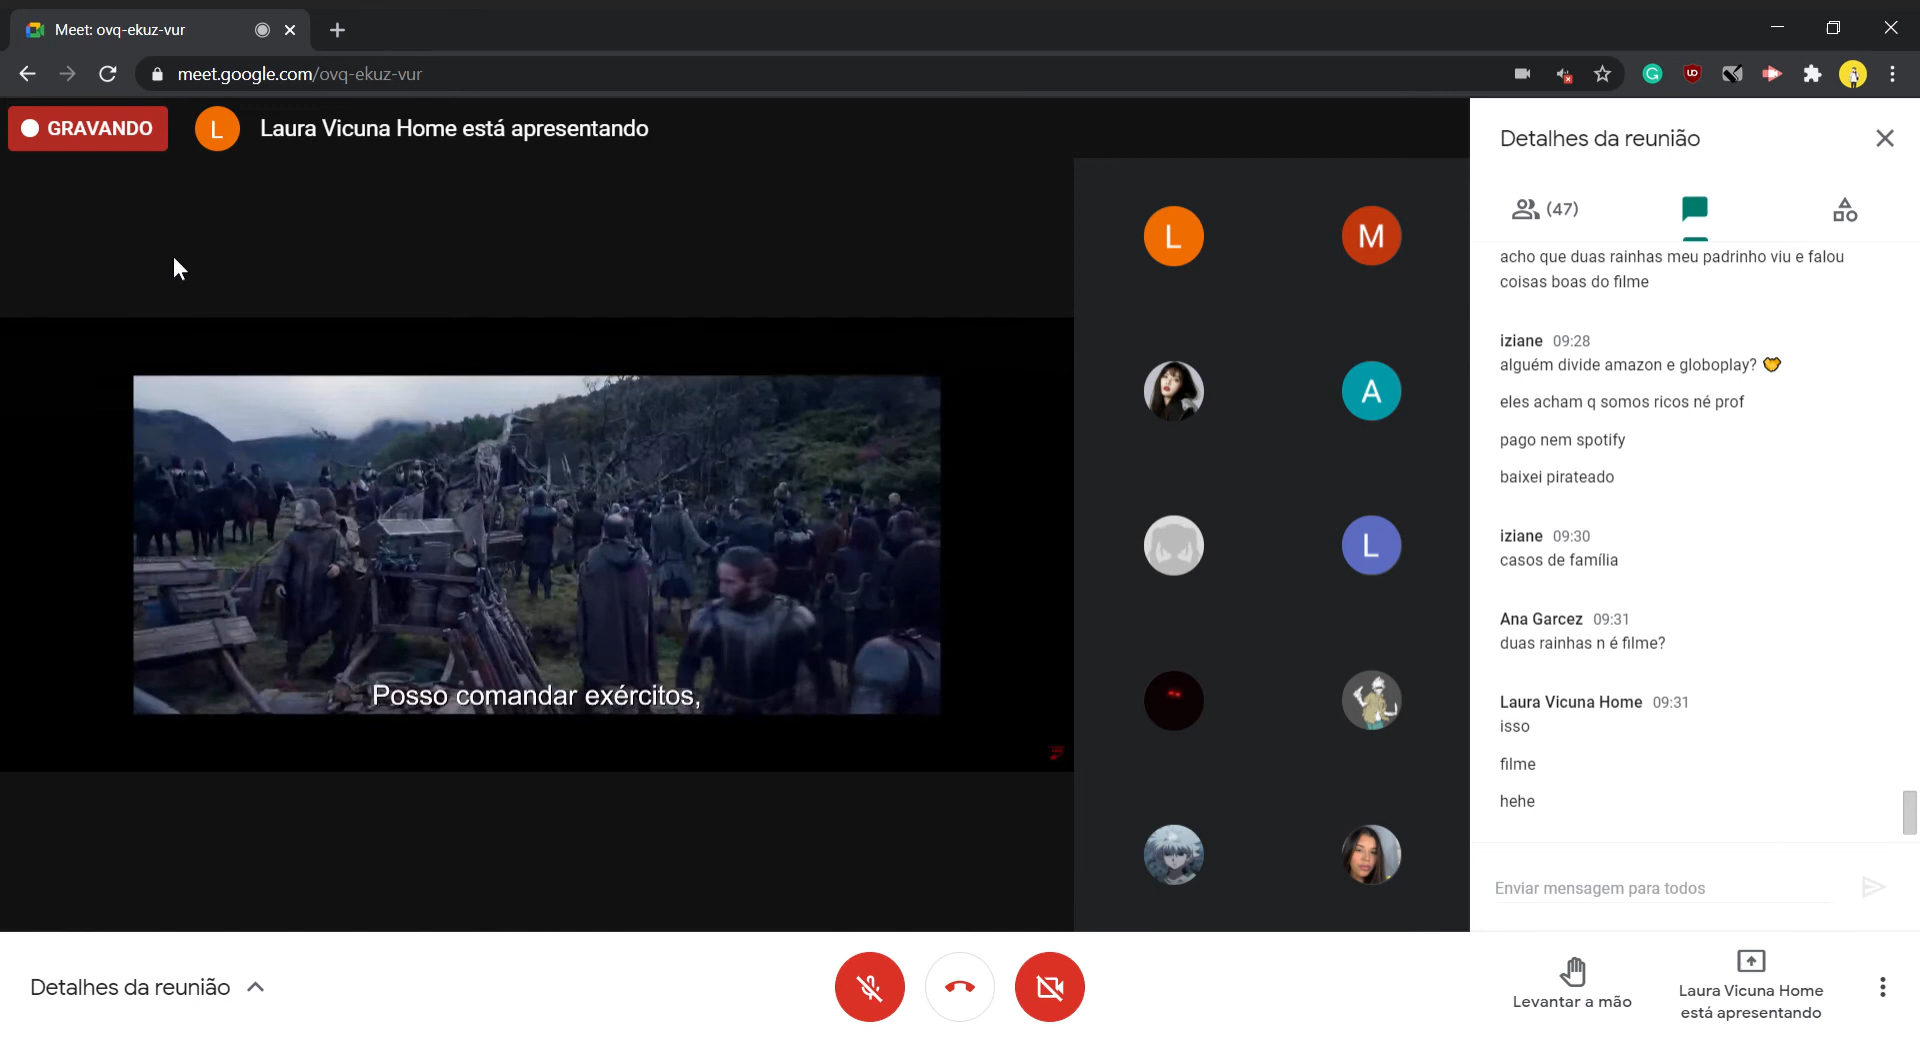 Meet: ovq-ekuz-vur
meet.google.com/ovq-ekuz-vur
GRAVANDO
L
Laura Vicuna Home está apresentando
L
M
A
L
Posso comandar exércitos,
Detalhes da reunião
(47)
acho que duas rainhas meu padrinho viu e falou
coisas boas do filme
iziane 09:28
alguém divide amazon e globoplay?
eles acham q somos ricos né prof
pago nem spotify
baixei pirateado
iziane 09:30
casos de família
Ana Garcez 09:31
duas rainhas n é filme?
Laura Vicuna Home 09:31
isso
filme
hehe
Enviar mensagem para todos
Detalhes da reunião
Levantar a mão
Laura Vicuna Home
está apresentando